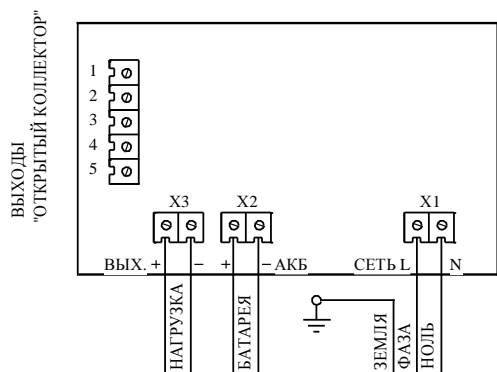 ВЫХОДЫ
"ОТКРЫТЫЙ КОЛЛЕКТОР"
1
2
3
4
5
X3 X2 X1
ВЫХ. + − + − АКБ СЕТЬ L N
НАГРУЗКА
БАТАРЕЯ
ЗЕМЛЯ
ФАЗА
НОЛЬ